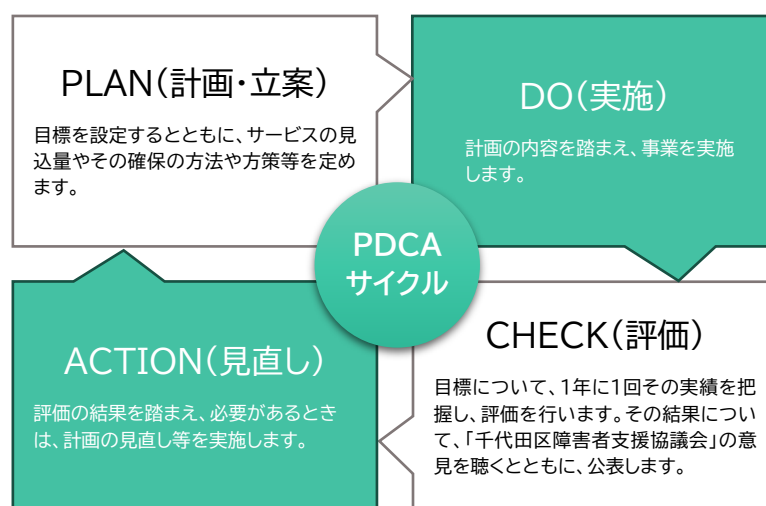 PLAN(計画・立案)
目標を設定するとともに、サービスの見
込量やその確保の方法や方策等を定め
ます。
DO(実施)
計画の内容を踏まえ、事業を実施
します。
PDCA
サイクル
ACTION(見直し)
評価の結果を踏まえ、必要があるとき
は、計画の見直し等を実施します。
CHECK(評価)
目標について、1年に1回その実績を把
握し、評価を行います。その結果につい
て、「千代田区障害者支援協議会」の意
見を聴くとともに、公表します。